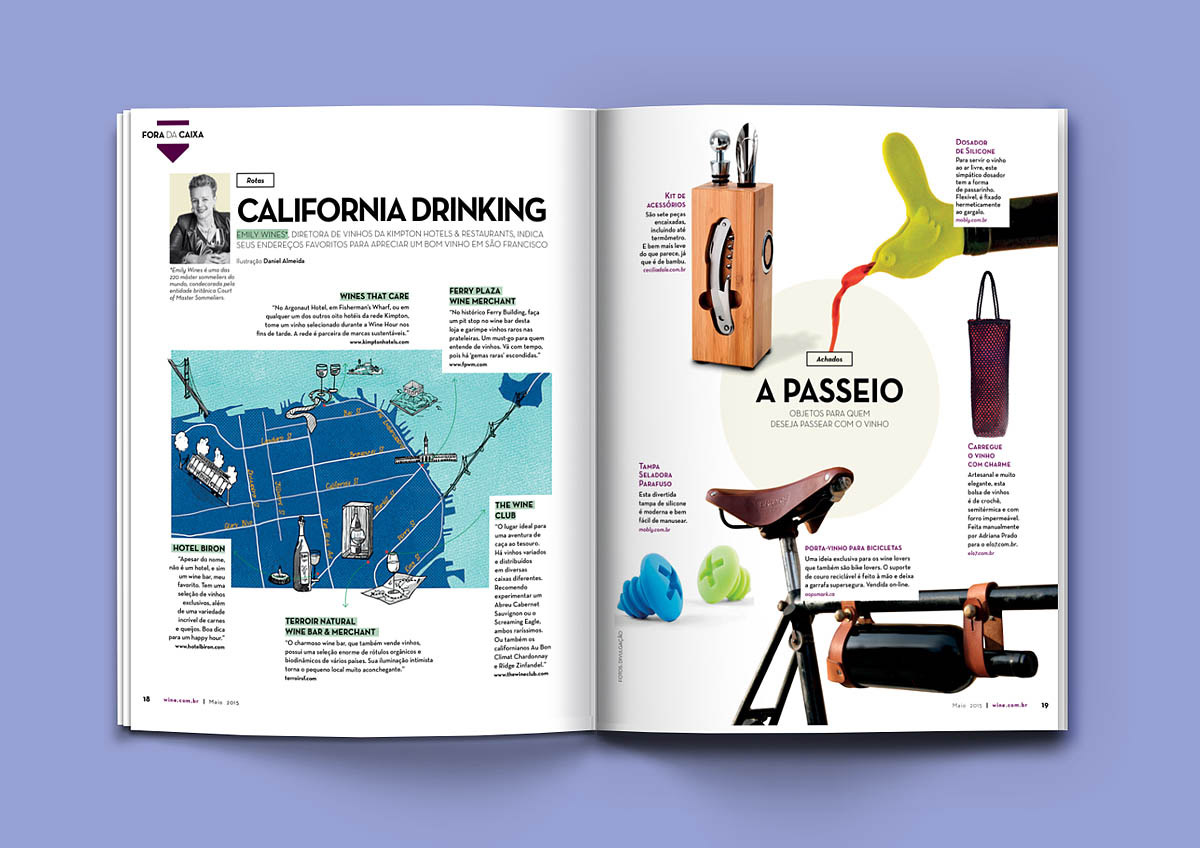 FORA DA CAIXA
Rotas
CALIFORNIA DRINKING
EMILY WINES*, DIRETORA DE VINHOS DA KIMPTON HOTELS & RESTAURANTS, INDICA
SEUS ENDEREÇOS FAVORITOS PARA APRECIAR UM BOM VINHO EM SÃO FRANCISCO
Ilustração Daniel Almeida
*Emily Wines é uma das
220 máster sommeliers do
mundo, condecorada pela
entidade britânica Court
of Master Sommeliers.
WINES THAT CARE
"No Argonaut Hotel, em Fisherman's Wharf, ou em
qualquer um dos outros oito hotéis da rede Kimpton,
tome um vinho selecionado durante a Wine Hour nos
fins de tarde. A rede é parceira de marcas sustentáveis."
www.kimptonhotels.com
FERRY PLAZA
WINE MERCHANT
"No histórico Ferry Building, faça
um pit stop no wine bar desta
loja e garimpe vinhos raros nas
prateleiras. Um must-go para quem
entende de vinhos. Vá com tempo,
pois há 'gemas raras' escondidas."
www.fpwm.com
Bay St
Lombard St
Broadway St
California St
Geary Blvd
HOTEL BIRON
"Apesar do nome,
não é um hotel, e sim
um wine bar, meu
favorito. Tem uma
seleção de vinhos
exclusivos, além
de uma variedade
incrível de carnes
e queijos. Boa dica
para um happy hour."
www.hotelbiron.com
TERROIR NATURAL
WINE BAR & MERCHANT
"O charmoso wine bar, que também vende vinhos,
possui uma seleção enorme de rótulos orgânicos e
biodinâmicos de vários países. Sua iluminação intimista
torna o pequeno local muito aconchegante."
terroirsf.com
THE WINE
CLUB
"O lugar ideal para
uma aventura de
caça ao tesouro.
Há vinhos variados
e distribuídos
em diversas
caixas diferentes.
Recomendo
experimentar um
Abreu Cabernet
Sauvignon ou o
Screaming Eagle,
ambos raríssimos.
Ou também os
californianos Au Bon
Climat Chardonnay
e Ridge Zinfandel."
www.thewineclub.com
18 wine.com.br | Maio 2015
KIT DE
ACESSÓRIOS
São sete peças
encaixadas,
incluindo até
termômetro.
E bem mais leve
do que parece, já
que é de bambu.
ceciliadale.com.br
DOSADOR
DE SILICONE
Para servir o vinho
ao ar livre, este
simpático dosador
tem a forma
de passarinho.
Flexível, é fixado
hermeticamente
ao gargalo.
mobly.com.br
Achados
A PASSEIO
OBJETOS PARA QUEM
DESEJA PASSEAR COM O VINHO
CARREGUE
O VINHO
COM CHARME
Artesanal e muito
elegante, esta
bolsa de vinhos
é de crochê,
semitérmica e com
forro impermeável.
Feita manualmente
por Adriana Prado
para o elo7.com.br.
elo7.com.br
TAMPA
SELADORA
PARAFUSO
Esta divertida
tampa de silicone
é moderna e bem
fácil de manusear.
mobly.com.br
PORTA-VINHO PARA BICICLETAS
Uma ideia exclusiva para os wine lovers
que também são bike lovers. O suporte
de couro reciclável é feito à mão e deixa
a garrafa supersegura. Vendida on-line.
oopsmark.ca
FOTOS: DIVULGAÇÃO
Maio 2015 | wine.com.br 19